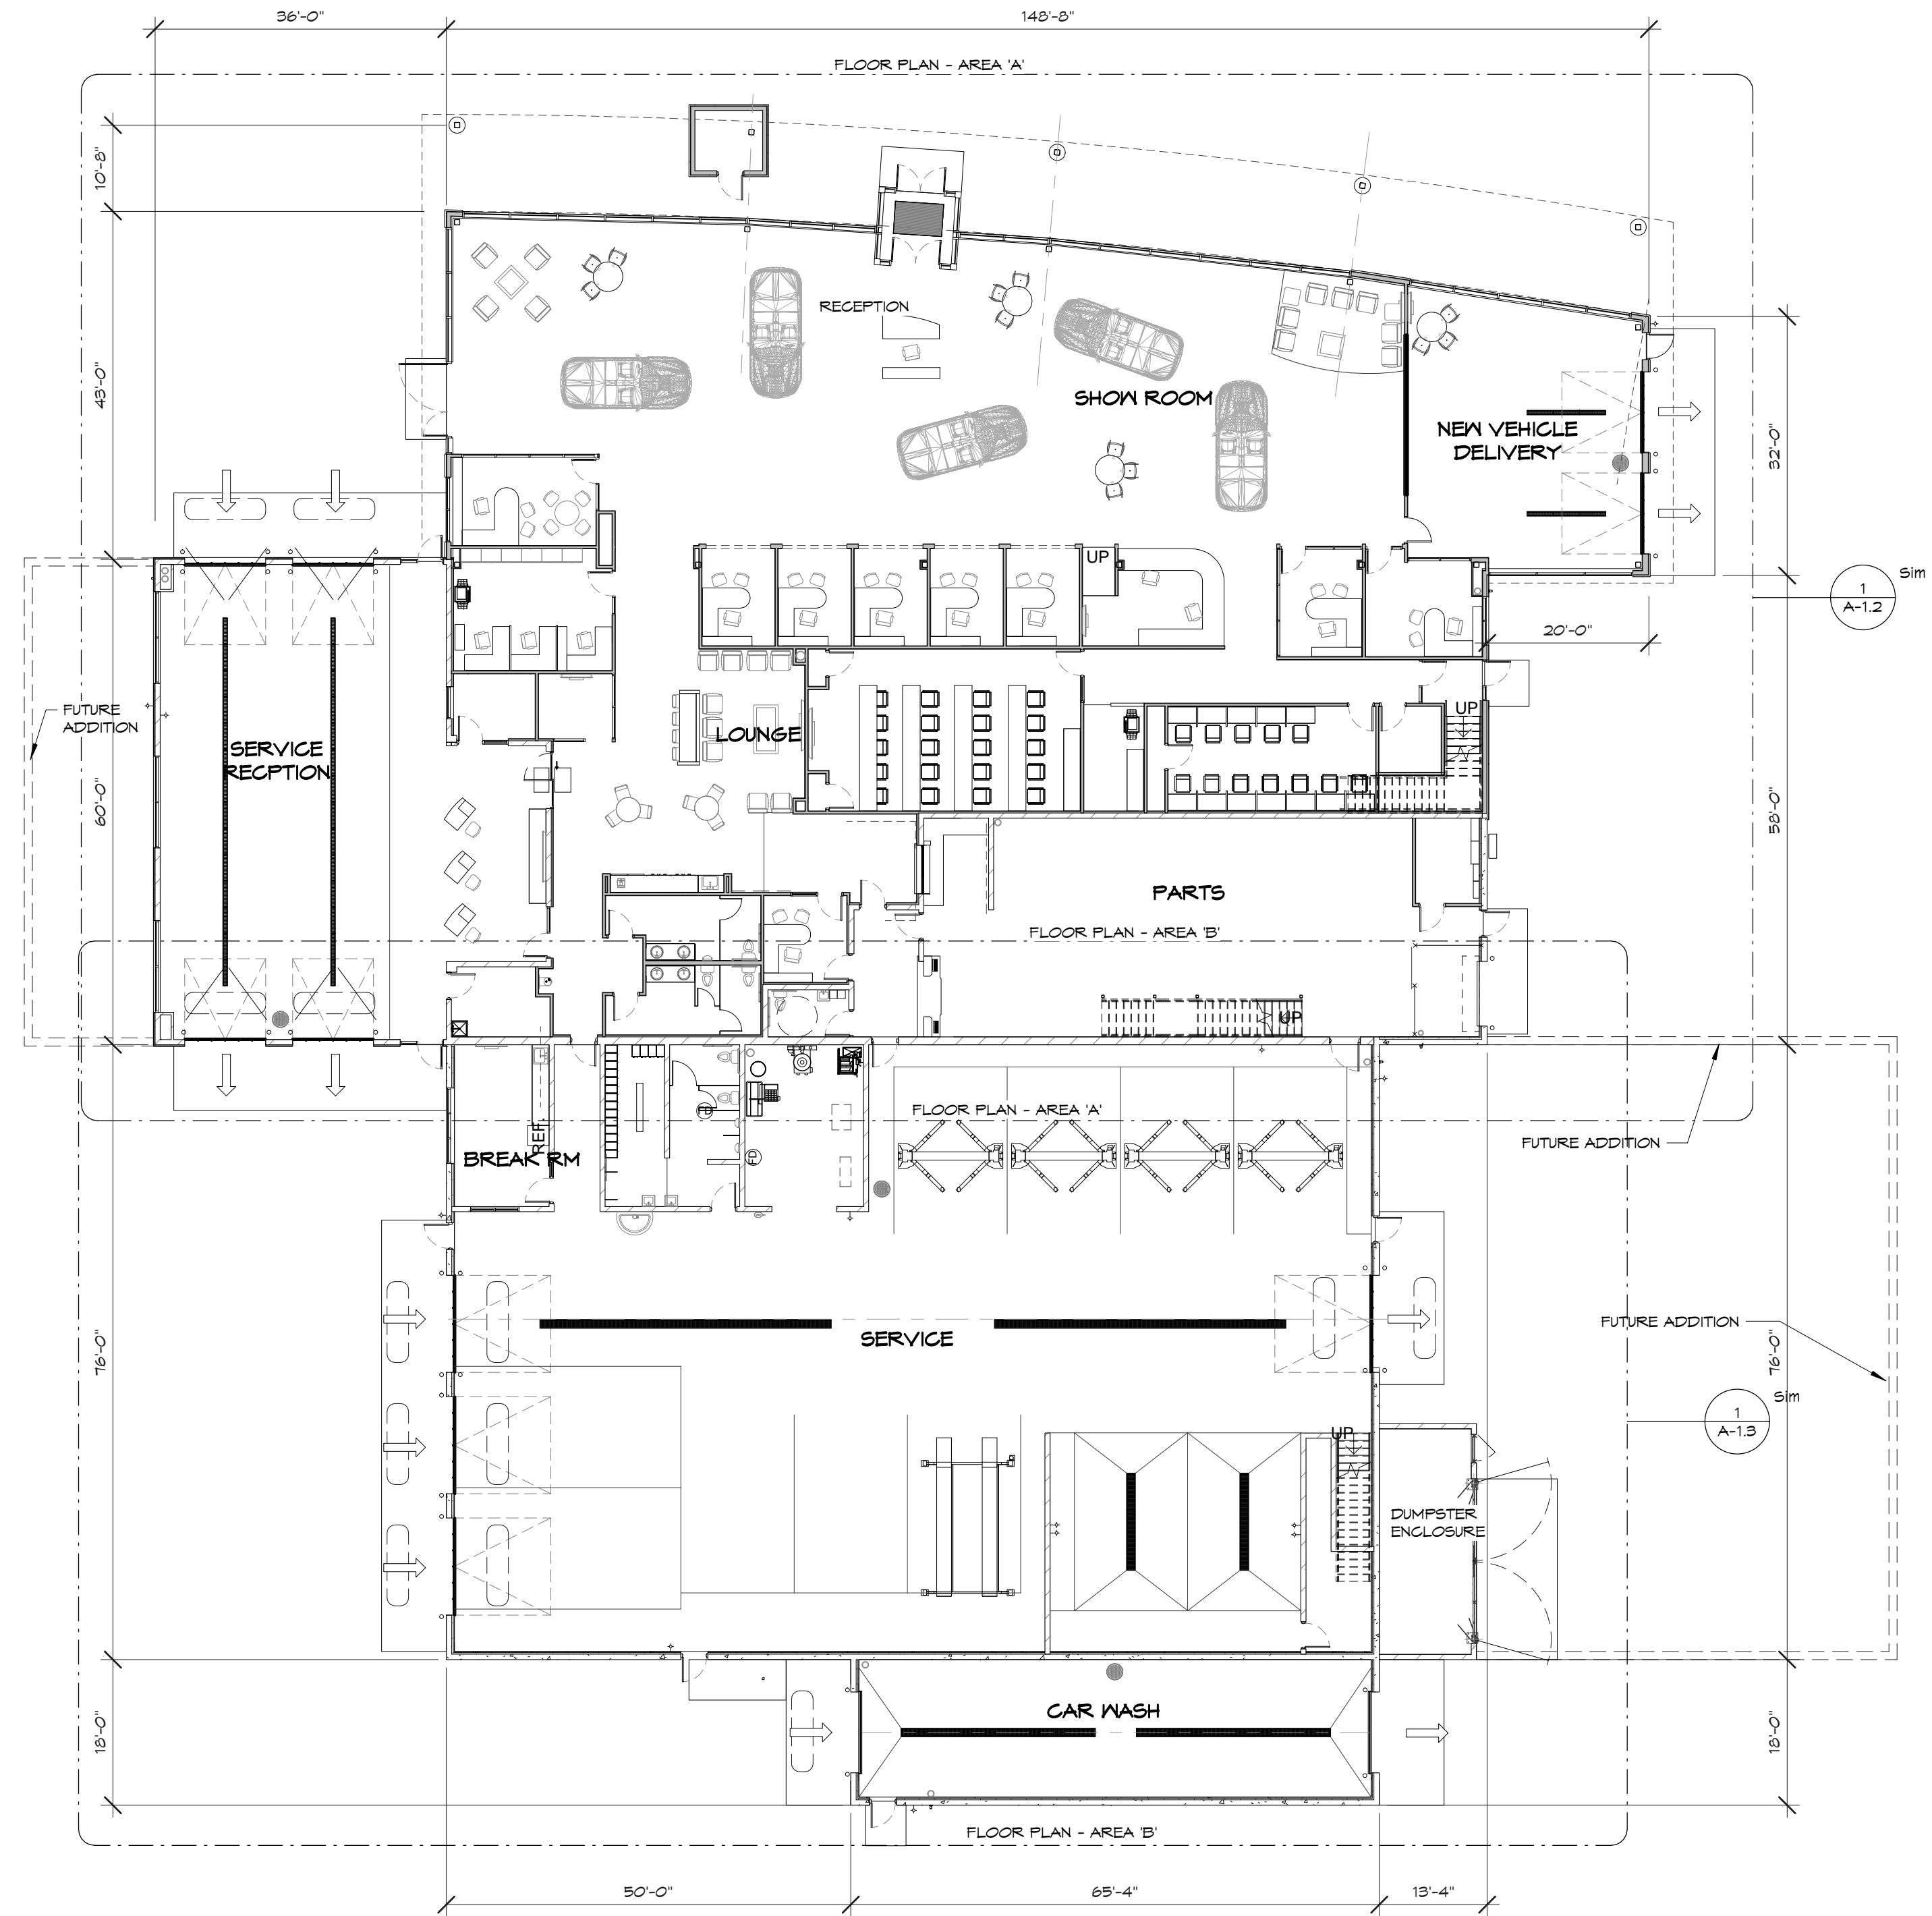 36'-0"
148'-8"
FLOOR PLAN - AREA 'A'
10'-8"
RECEPTION
43'-0"
SHOW ROOM
NEW VEHICLE
DELIVERY
32'-0"
UP
1
A-1.2
Sim
20'-0"
FUTURE
ADDITION
SERVICE
RECPTION
LOUNGE
UP
60'-0"
58'-0"
PARTS
FLOOR PLAN - AREA 'B'
UP
FLOOR PLAN - AREA 'A'
FD
REF.
FUTURE ADDITION
BREAK RM
FD
FUTURE ADDITION
SERVICE
76'-0"
76'-0"
1
A-1.3
Sim
UP
DUMPSTER
ENCLOSURE
CAR WASH
18'-0"
18'-0"
FLOOR PLAN - AREA 'B'
50'-0"
65'-4"
13'-4"